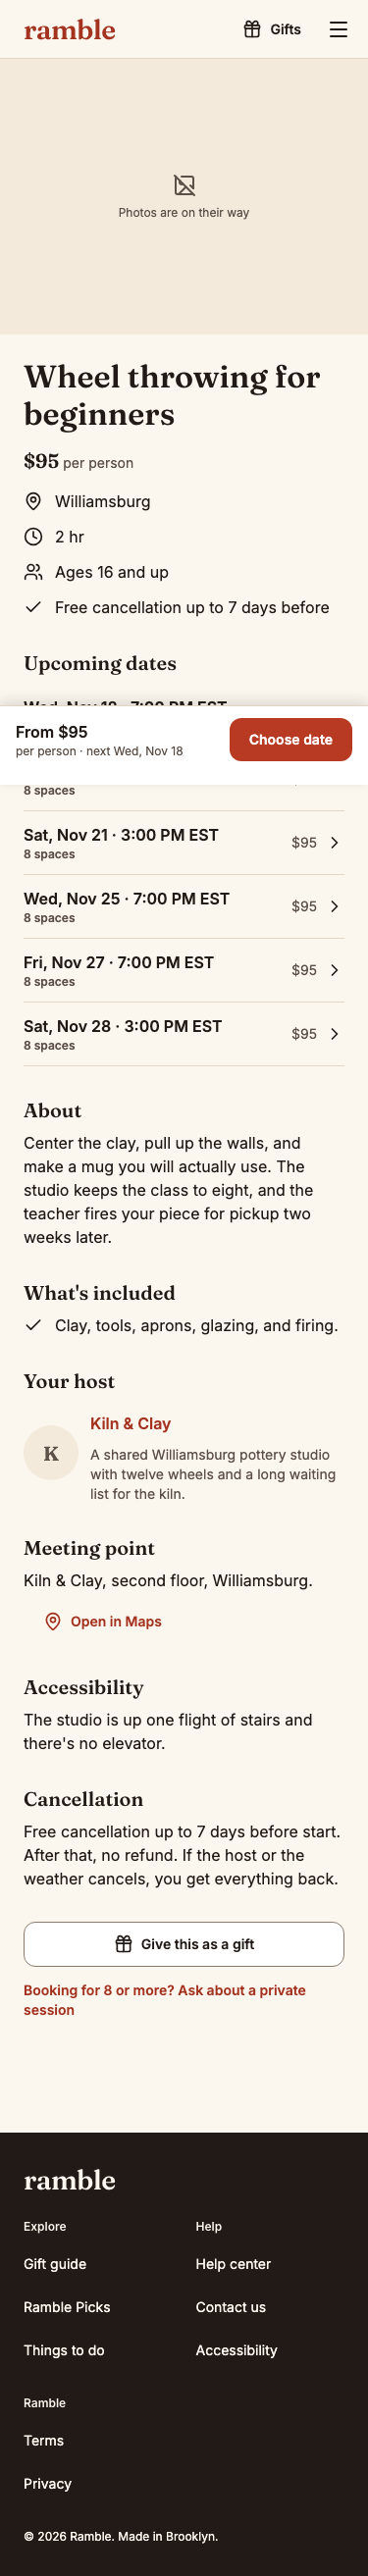 ramble
Gifts
Photos are on their way
Wheel throwing for
beginners
$95 per person
Williamsburg
2 hr
Ages 16 and up
Free cancellation up to 7 days before
Upcoming dates
From $95
per person · next Wed, Nov 18
Choose date
8 spaces
Sat, Nov 21 · 3:00 PM EST
8 spaces
$95
Wed, Nov 25 · 7:00 PM EST
8 spaces
$95
Fri, Nov 27 · 7:00 PM EST
8 spaces
$95
Sat, Nov 28 · 3:00 PM EST
8 spaces
$95
About
Center the clay, pull up the walls, and
make a mug you will actually use. The
studio keeps the class to eight, and the
teacher fires your piece for pickup two
weeks later.
What's included
Clay, tools, aprons, glazing, and firing.
Your host
K
Kiln & Clay
A shared Williamsburg pottery studio
with twelve wheels and a long waiting
list for the kiln.
Meeting point
Kiln & Clay, second floor, Williamsburg.
Open in Maps
Accessibility
The studio is up one flight of stairs and
there's no elevator.
Cancellation
Free cancellation up to 7 days before start.
After that, no refund. If the host or the
weather cancels, you get everything back.
Give this as a gift
Booking for 8 or more? Ask about a private
session
ramble
Explore
Help
Gift guide
Help center
Ramble Picks
Contact us
Things to do
Accessibility
Ramble
Terms
Privacy
© 2026 Ramble. Made in Brooklyn.